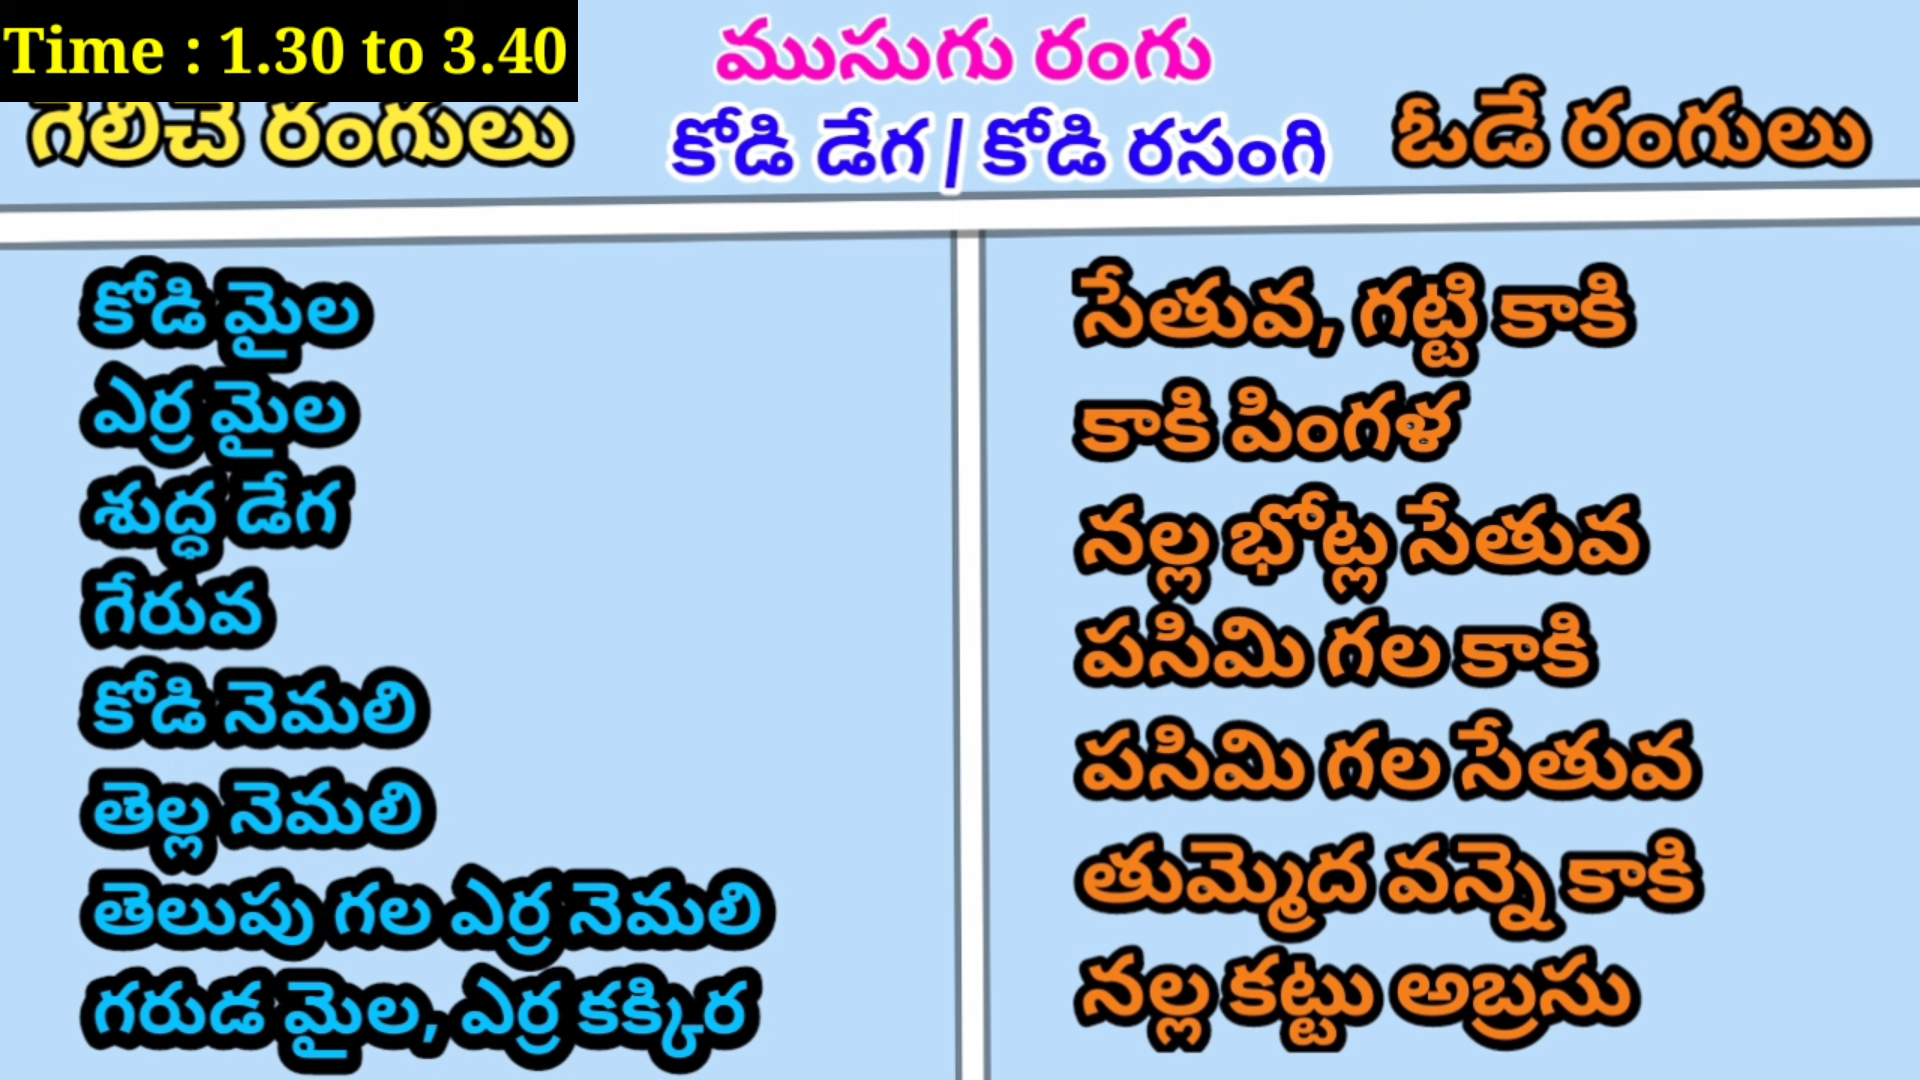 Time : 1.30 to 3.40
ముసుగు రంగు
గెలిచే రంగులు
కోడి డేగ / కోడి రసంగి
ఓడే రంగులు
కోడి మైల
ఎర్ర మైల
శుద్ధ డేగ
గేరువ
కోడి నెమలి
తెల్ల నెమలి
తెలుపు గల ఎర్ర నెమలి
గరుడ మైల, ఎర్ర కక్కిర
సేతువ, గట్టి కాకి
కాకి పింగళ
నల్ల భోట్ల సేతువ
పసిమి గల కాకి
పసిమి గల సేతువ
తుమ్మెద వన్నె కాకి
నల్ల కట్టు అబ్రసు